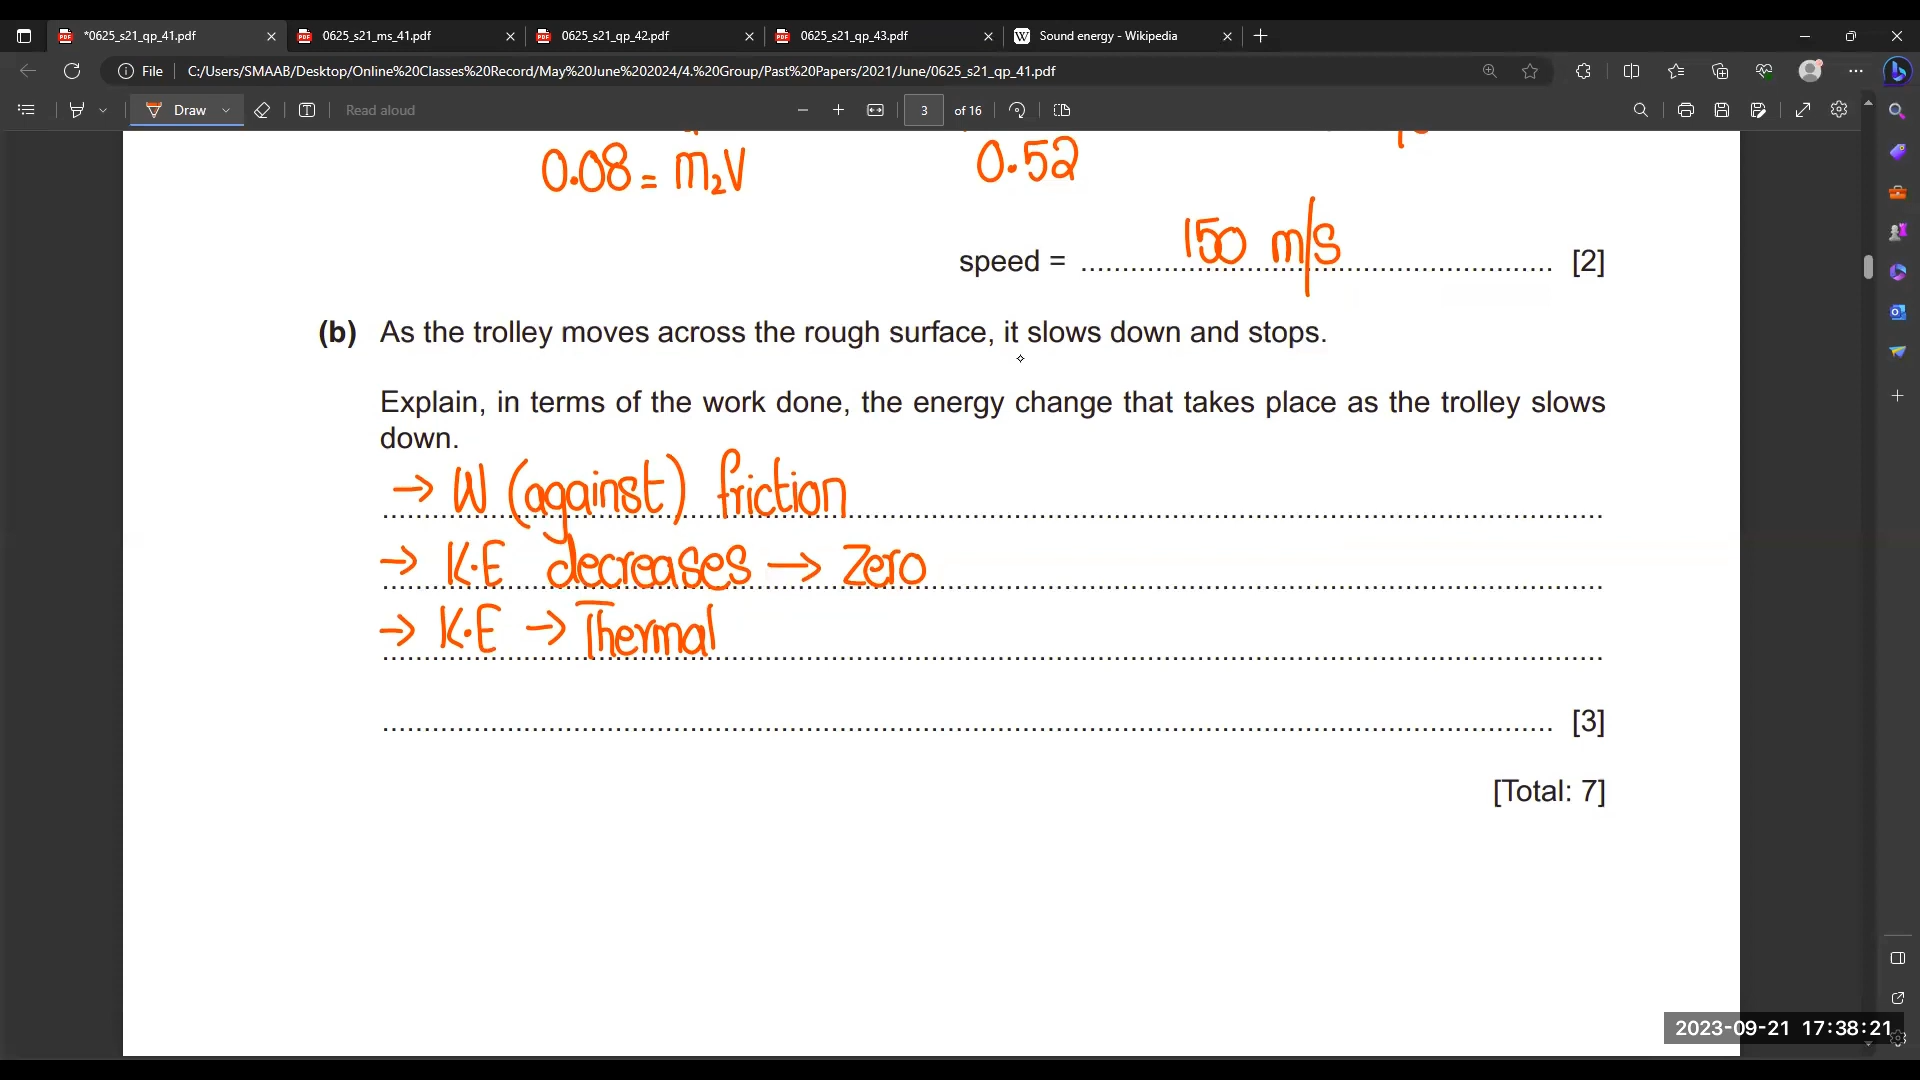 *0625_s21_qp_41.pdf
0625_s21_ms_41.pdf
0625_s21_qp_42.pdf
0625_s21_qp_43.pdf
Sound energy - Wikipedia
File
C:/Users/SMAAB/Desktop/Online%20Classes%20Record/May%20June%202024/4.%20Group/Past%20Papers/2021/June/0625_s21_qp_41.pdf
Draw
Read aloud
3 of 16
0.08 = m₂V
0.52
speed = 150 m/s [2]
(b) As the trolley moves across the rough surface, it slows down and stops.
Explain, in terms of the work done, the energy change that takes place as the trolley slows
down.
→ W (against) friction
→ K.E decreases → Zero
→ K.E → Thermal
[3]
[Total: 7]
2023-09-21 17:38:21